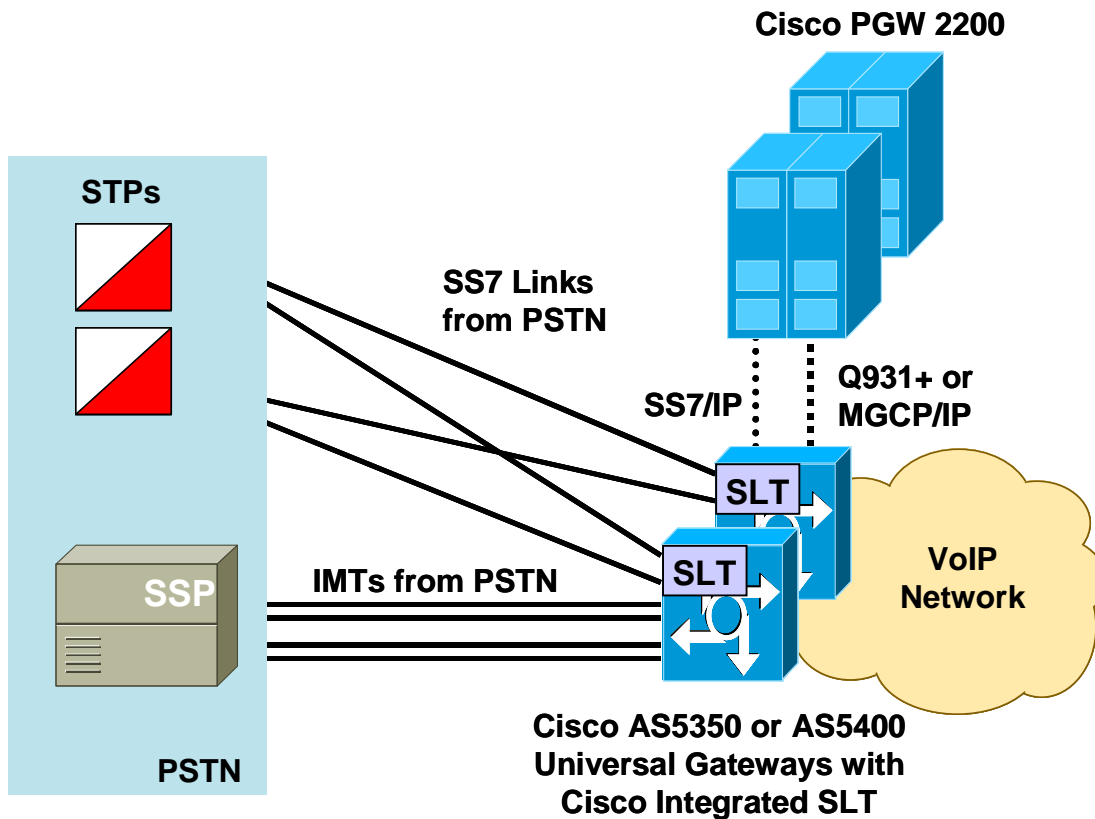 Cisco PGW 2200
STPs
SS7 Links
from PSTN
SS7/IP
Q931+ or
MGCP/IP
SLT
SLT
VoIP
Network
SSP
IMTs from PSTN
PSTN
Cisco AS5350 or AS5400
Universal Gateways with
Cisco Integrated SLT